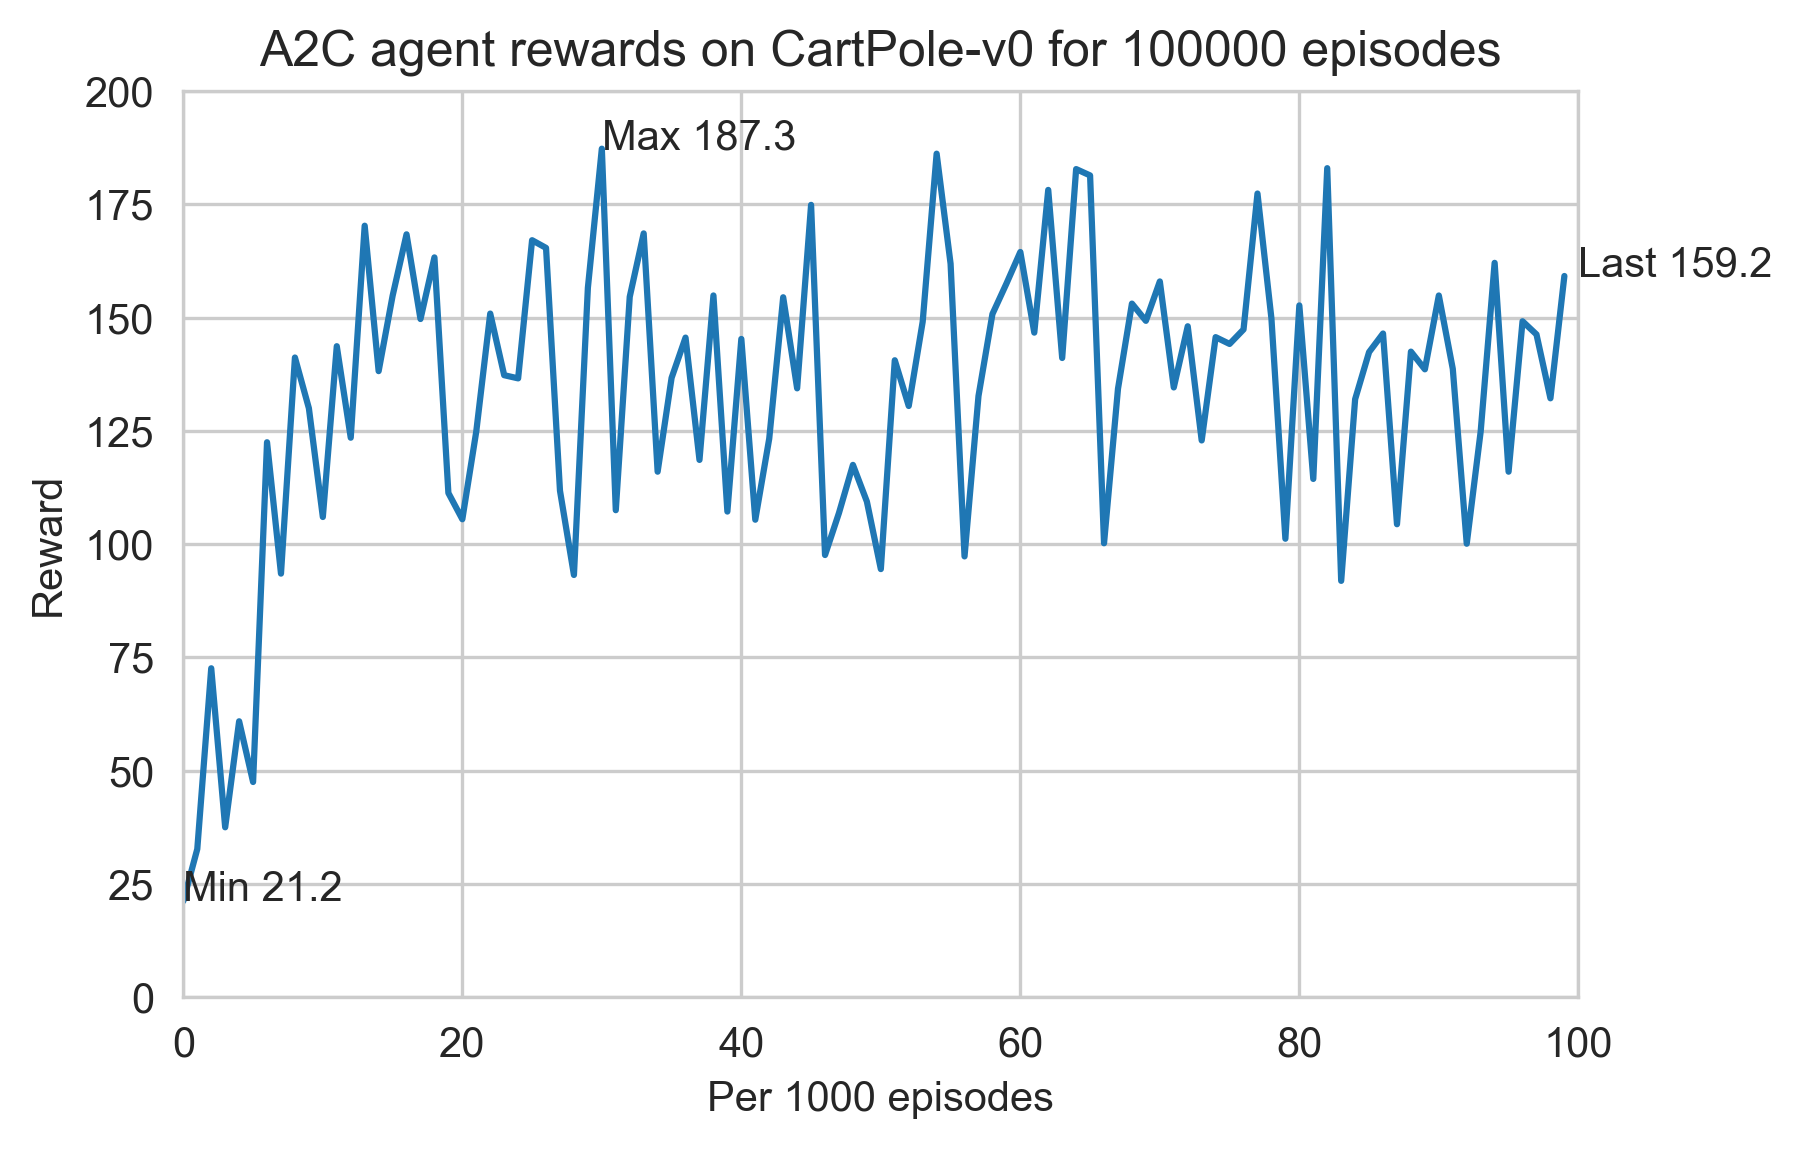 A2C agent rewards on CartPole-v0 for 100000 episodes
200
175
150
125
100
75
50
25
0
Reward
Max 187.3
Last 159.2
Min 21.2
0 20 40 60 80 100
Per 1000 episodes